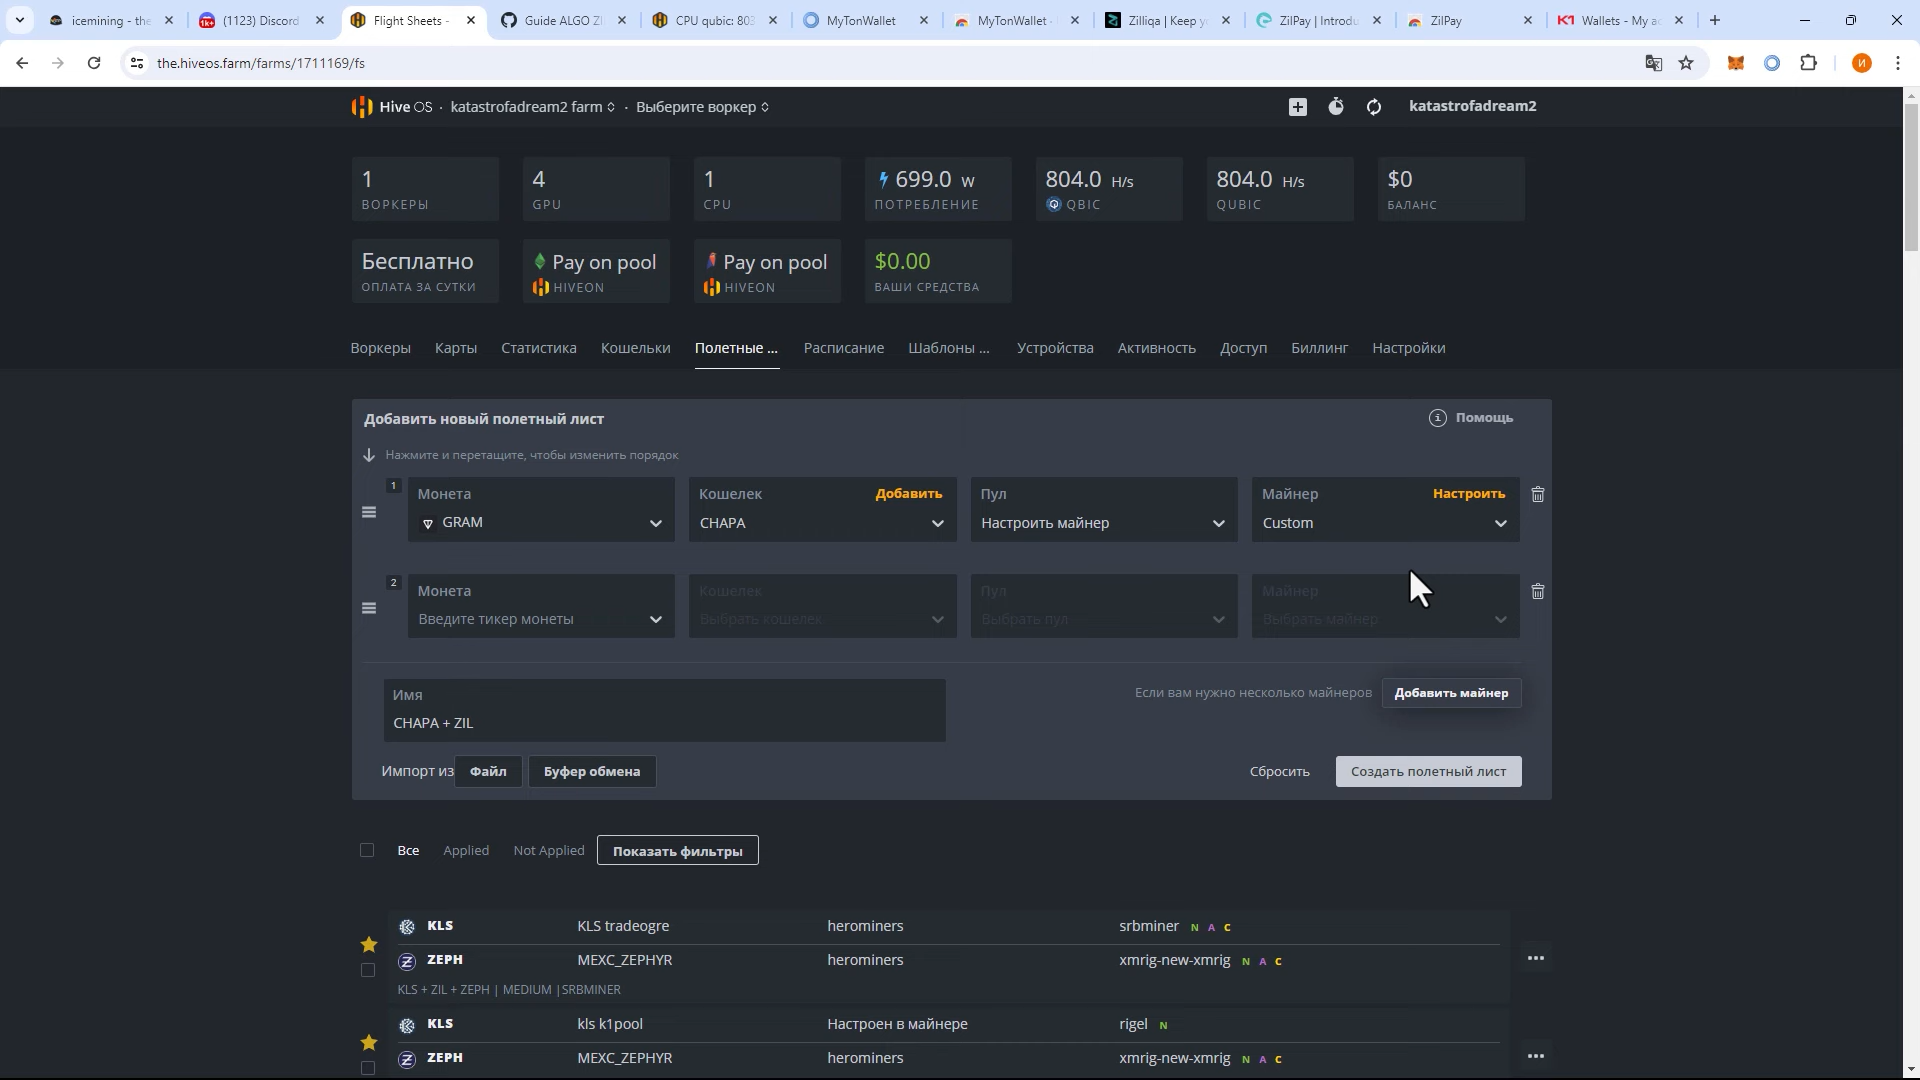 icemining - the
(1123) Discord
Flight Sheets -
Guide ALGO ZI
CPU qubic: 803
MyTonWallet
MyTonWallet -
Zilliqa | Keep y
ZilPay | Introdu
ZilPay
K1 Wallets - My a
the.hiveos.farm/farms/1711169/fs
И
Hive OS · katastrofadream2 farm · Выберите воркер
katastrofadream2
1 4 1 699.0 W 804.0 H/s 804.0 H/s $0
ВОРКЕРЫ GPU CPU ПОТРЕБЛЕНИЕ QBIC QUBIC БАЛАНС
Бесплатно Pay on pool Pay on pool $0.00
ОПЛАТА ЗА СУТКИ HIVEON HIVEON ВАШИ СРЕДСТВА
Воркеры Карты Статистика Кошельки Полетные ... Расписание Шаблоны ... Устройства Активность Доступ Биллинг Настройки
Добавить новый полетный лист Помощь
Нажмите и перетащите, чтобы изменить порядок
1 Монета Кошелек Добавить Пул Майнер Настроить
GRAM CHAPA Настроить майнер Custom
2 Монета Кошелек Пул Майнер
Введите тикер монеты Выбрать кошелек Выбрать пул Выбрать майнер
Имя Если вам нужно несколько майнеров Добавить майнер
CHAPA + ZIL
Импорт из Файл Буфер обмена Сбросить Создать полетный лист
Все Applied Not Applied Показать фильтры
KLS KLS tradeogre herominers srbminer N A C
ZEPH MEXC_ZEPHYR herominers xmrig-new-xmrig N A C
KLS + ZIL + ZEPH | MEDIUM |SRBMINER
KLS kls k1pool Настроен в майнере rigel N
ZEPH MEXC_ZEPHYR herominers xmrig-new-xmrig N A C